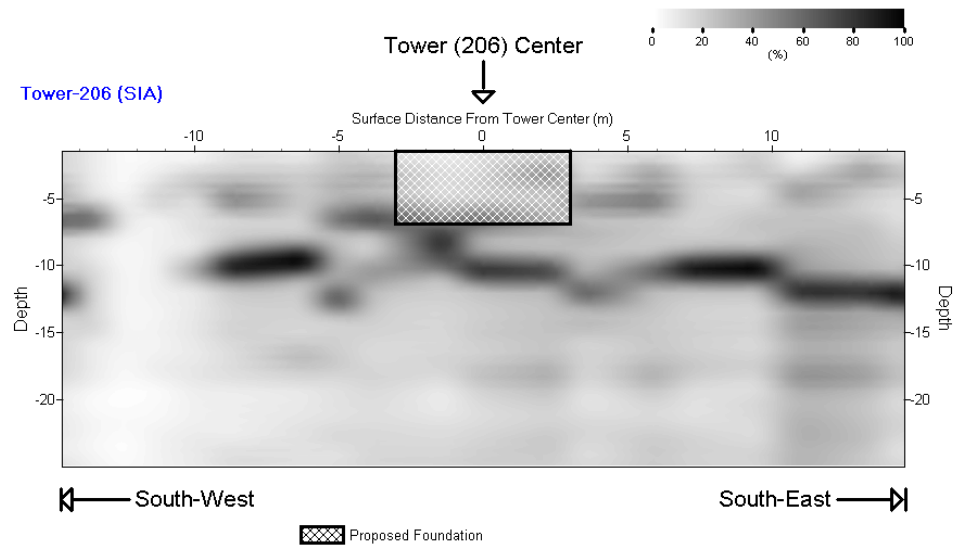 0 20 40 60 80 100
(%)
Tower (206) Center
Tower-206 (SIA)
Surface Distance From Tower Center (m)
-10 -5 0 5 10
-5 -5
-10 -10
Depth Depth
-15 -15
-20 -20
South-West South-East
Proposed Foundation